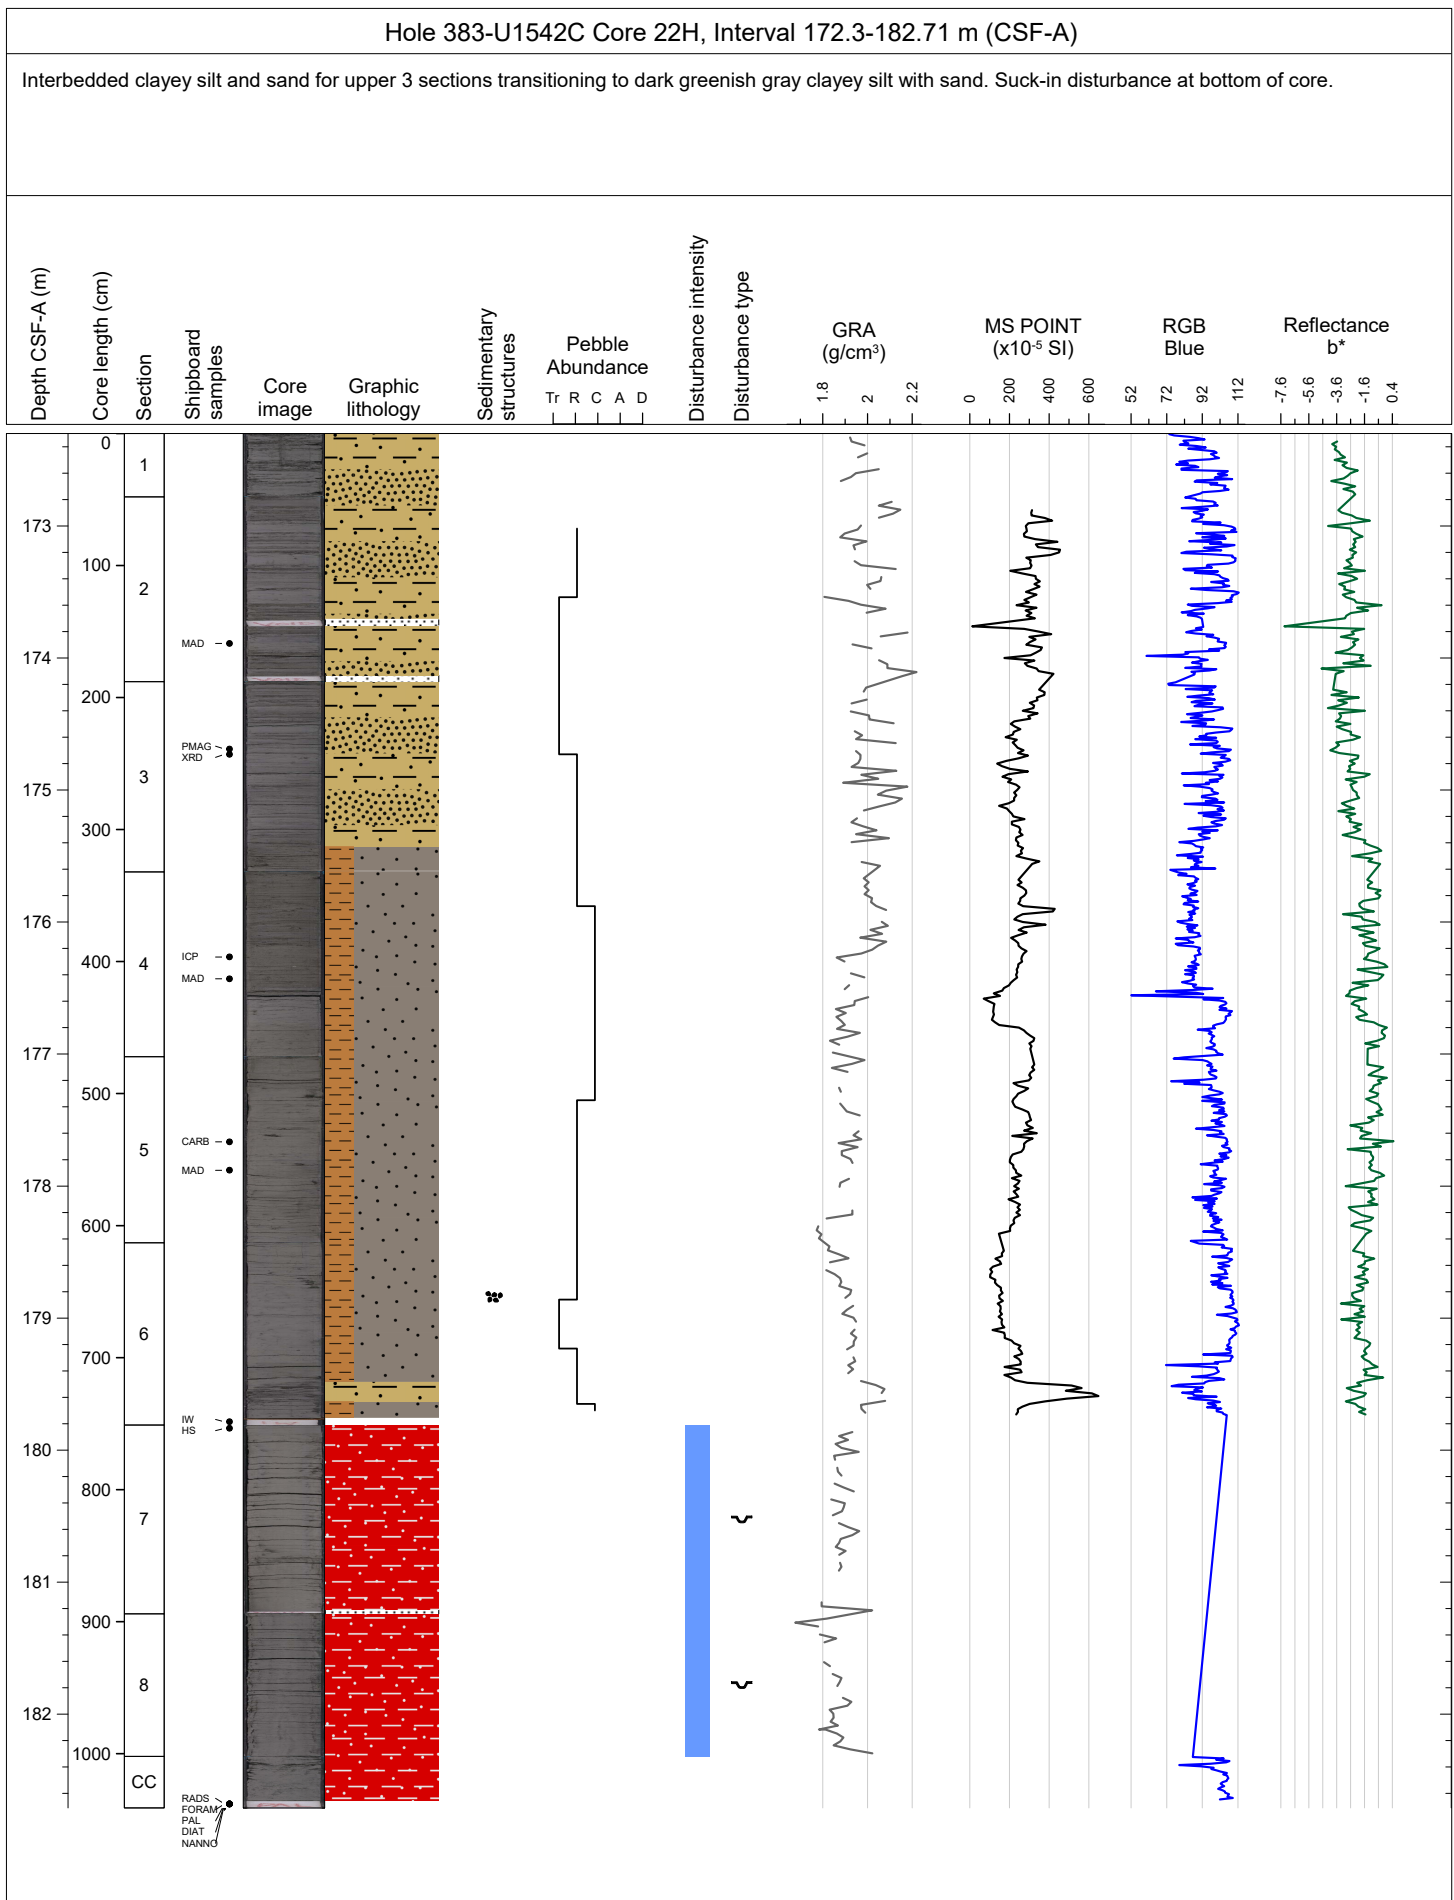 Hole 383-U1542C Core 22H, Interval 172.3-182.71 m (CSF-A)
Interbedded clayey silt and sand for upper 3 sections transitioning to dark greenish gray clayey silt with sand. Suck-in disturbance at bottom of core.
Depth CSF-A (m)
Core length (cm)
Section
Shipboard
samples
Core
image
Graphic
lithology
Sedimentary
structures
Pebble
Abundance
Tr R C A D
Disturbance intensity
Disturbance type
GRA
(g/cm³)
1.8 2 2.2
MS POINT
(x10⁻⁵ SI)
0 200 400 600
RGB
Blue
52 72 92 112
Reflectance
b*
-7.6 -5.6 -3.6 -1.6 0.4
0
1
173
100
2
MAD
174
200
PMAG
XRD
3
175
300
176
ICP
400
4
MAD
177
500
CARB
5
MAD
178
600
179
6
700
IW
HS
180
800
7
181
900
8
182
1000
CC
RADS
FORAM
PAL
DIAT
NANNO